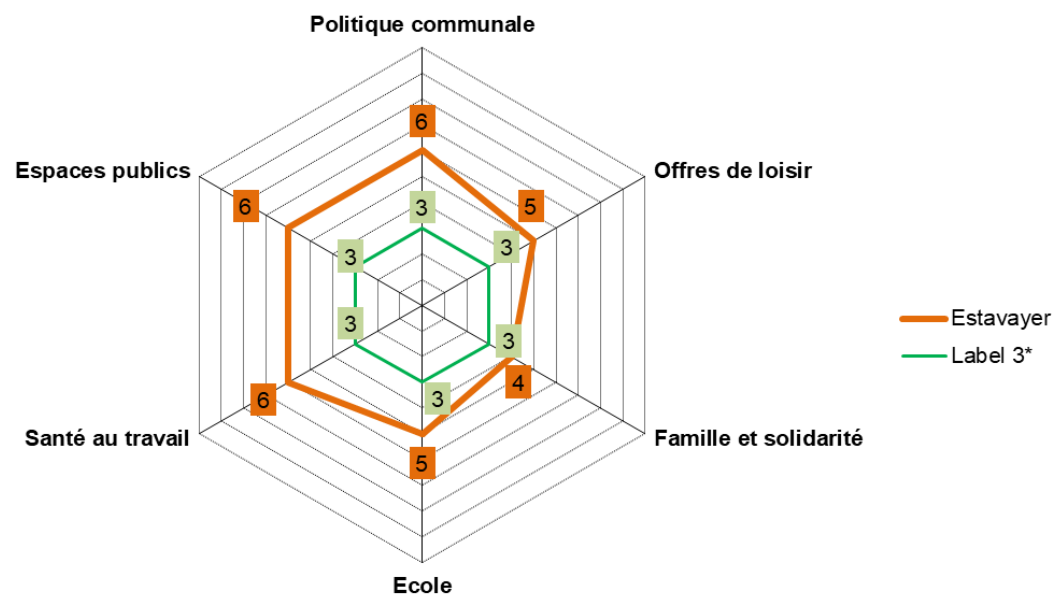 Politique communale
6
Espaces publics
Offres de loisir
6
3
5
3
3
3
3
Estavayer
Label 3*
6
3
4
Santé au travail
Famille et solidarité
5
Ecole